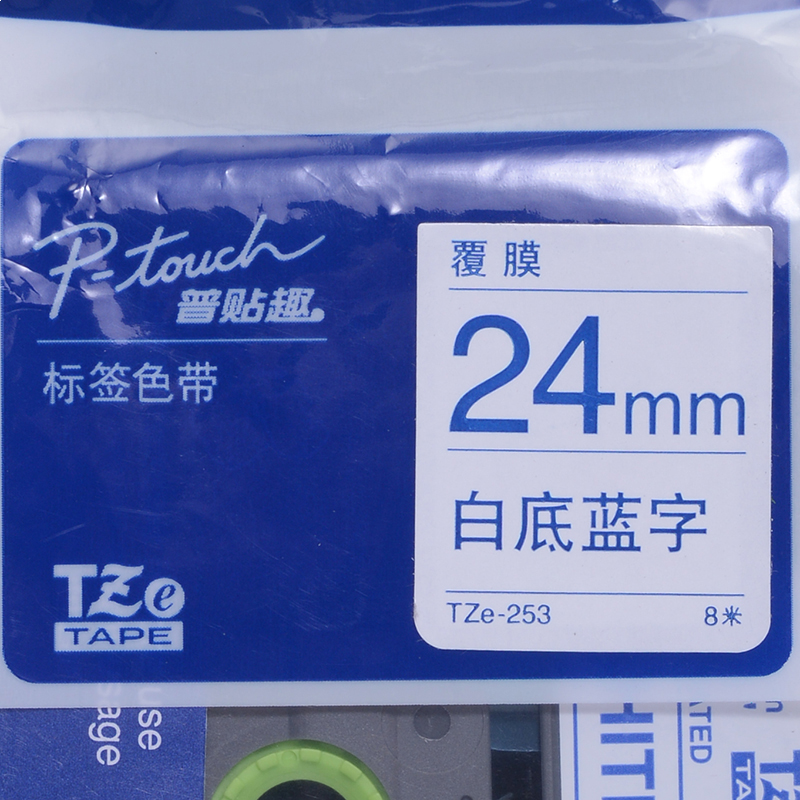 P-touch
普贴趣
标签色带
TZe
TAPE
覆膜
24mm
白底蓝字
TZe-253
8米
use